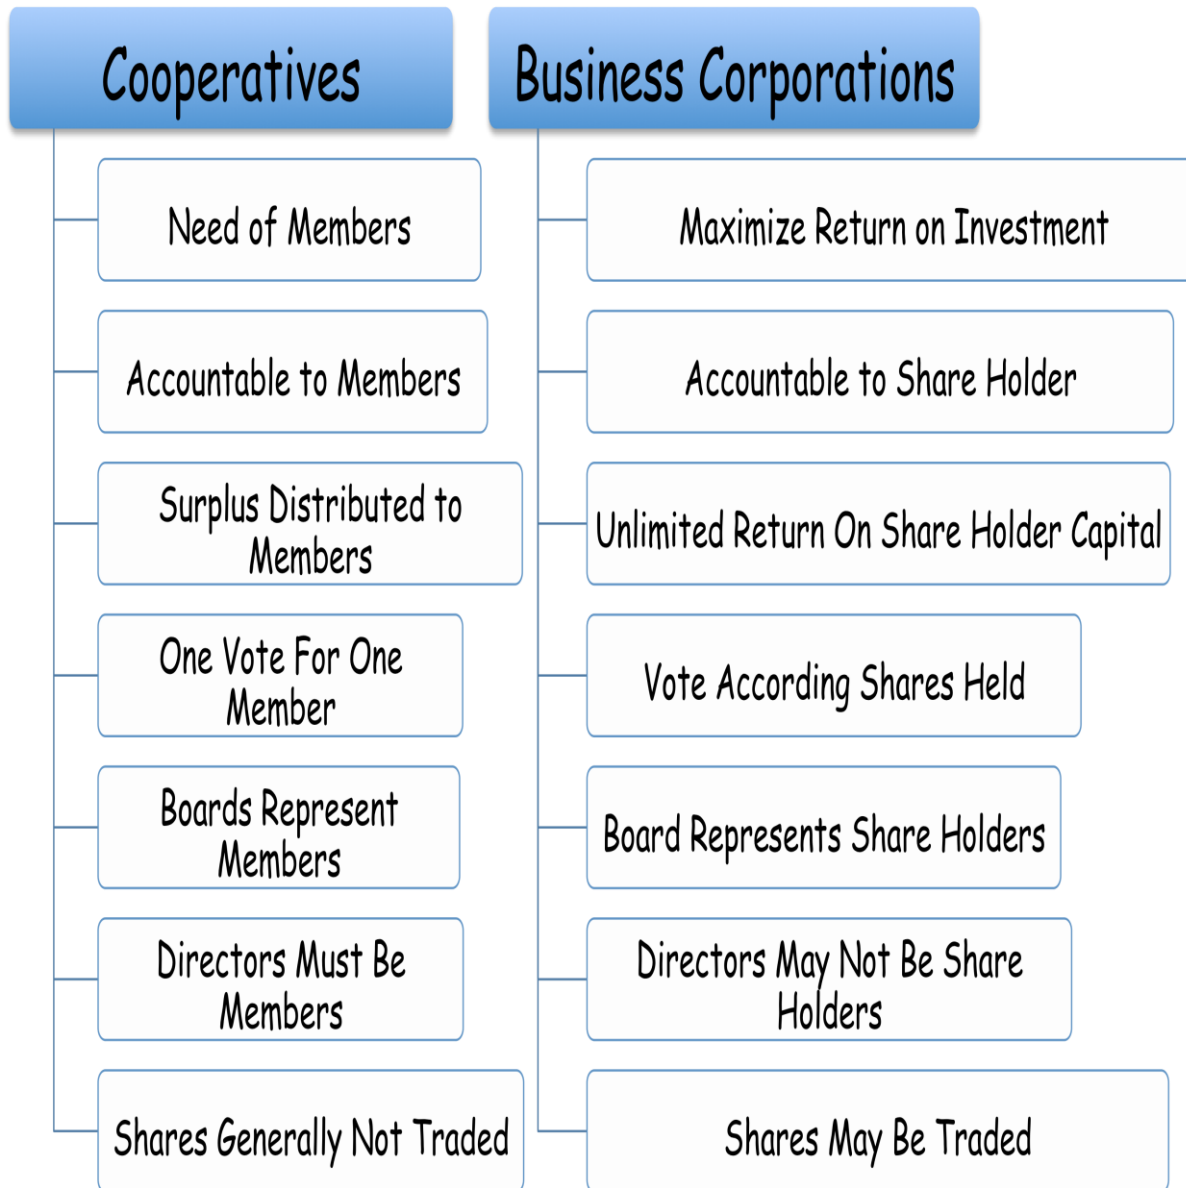 Cooperatives
Need of Members
Accountable to Members
Surplus Distributed to
Members
One Vote For One
Member
Boards Represent
Members
Directors Must Be
Members
Shares Generally Not Traded
Business Corporations
Maximize Return on Investment
Accountable to Share Holder
Unlimited Return On Share Holder Capital
Vote According Shares Held
Board Represents Share Holders
Directors May Not Be Share
Holders
Shares May Be Traded